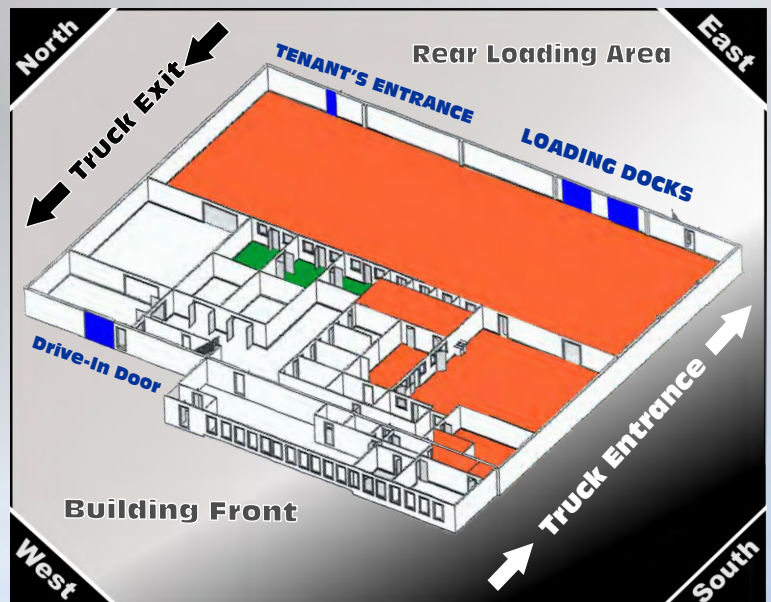 North
East
Rear Loading Area
TENANT'S ENTRANCE
Truck Exit
LOADING DOCKS
Drive-In Door
Truck Entrance
Building Front
West
South